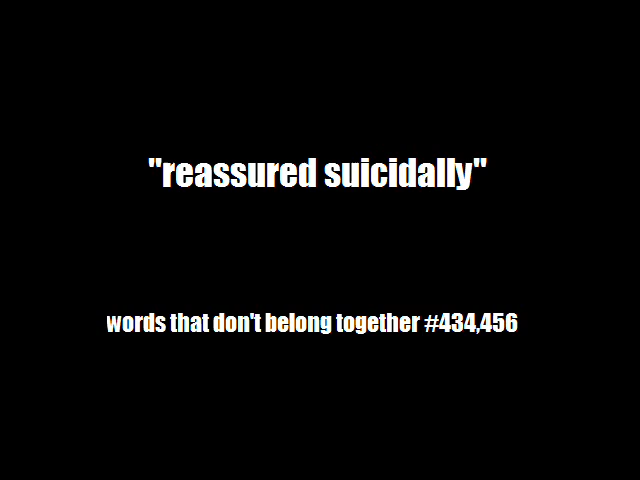 "reassured suicidally"
words that don't belong together #434,456